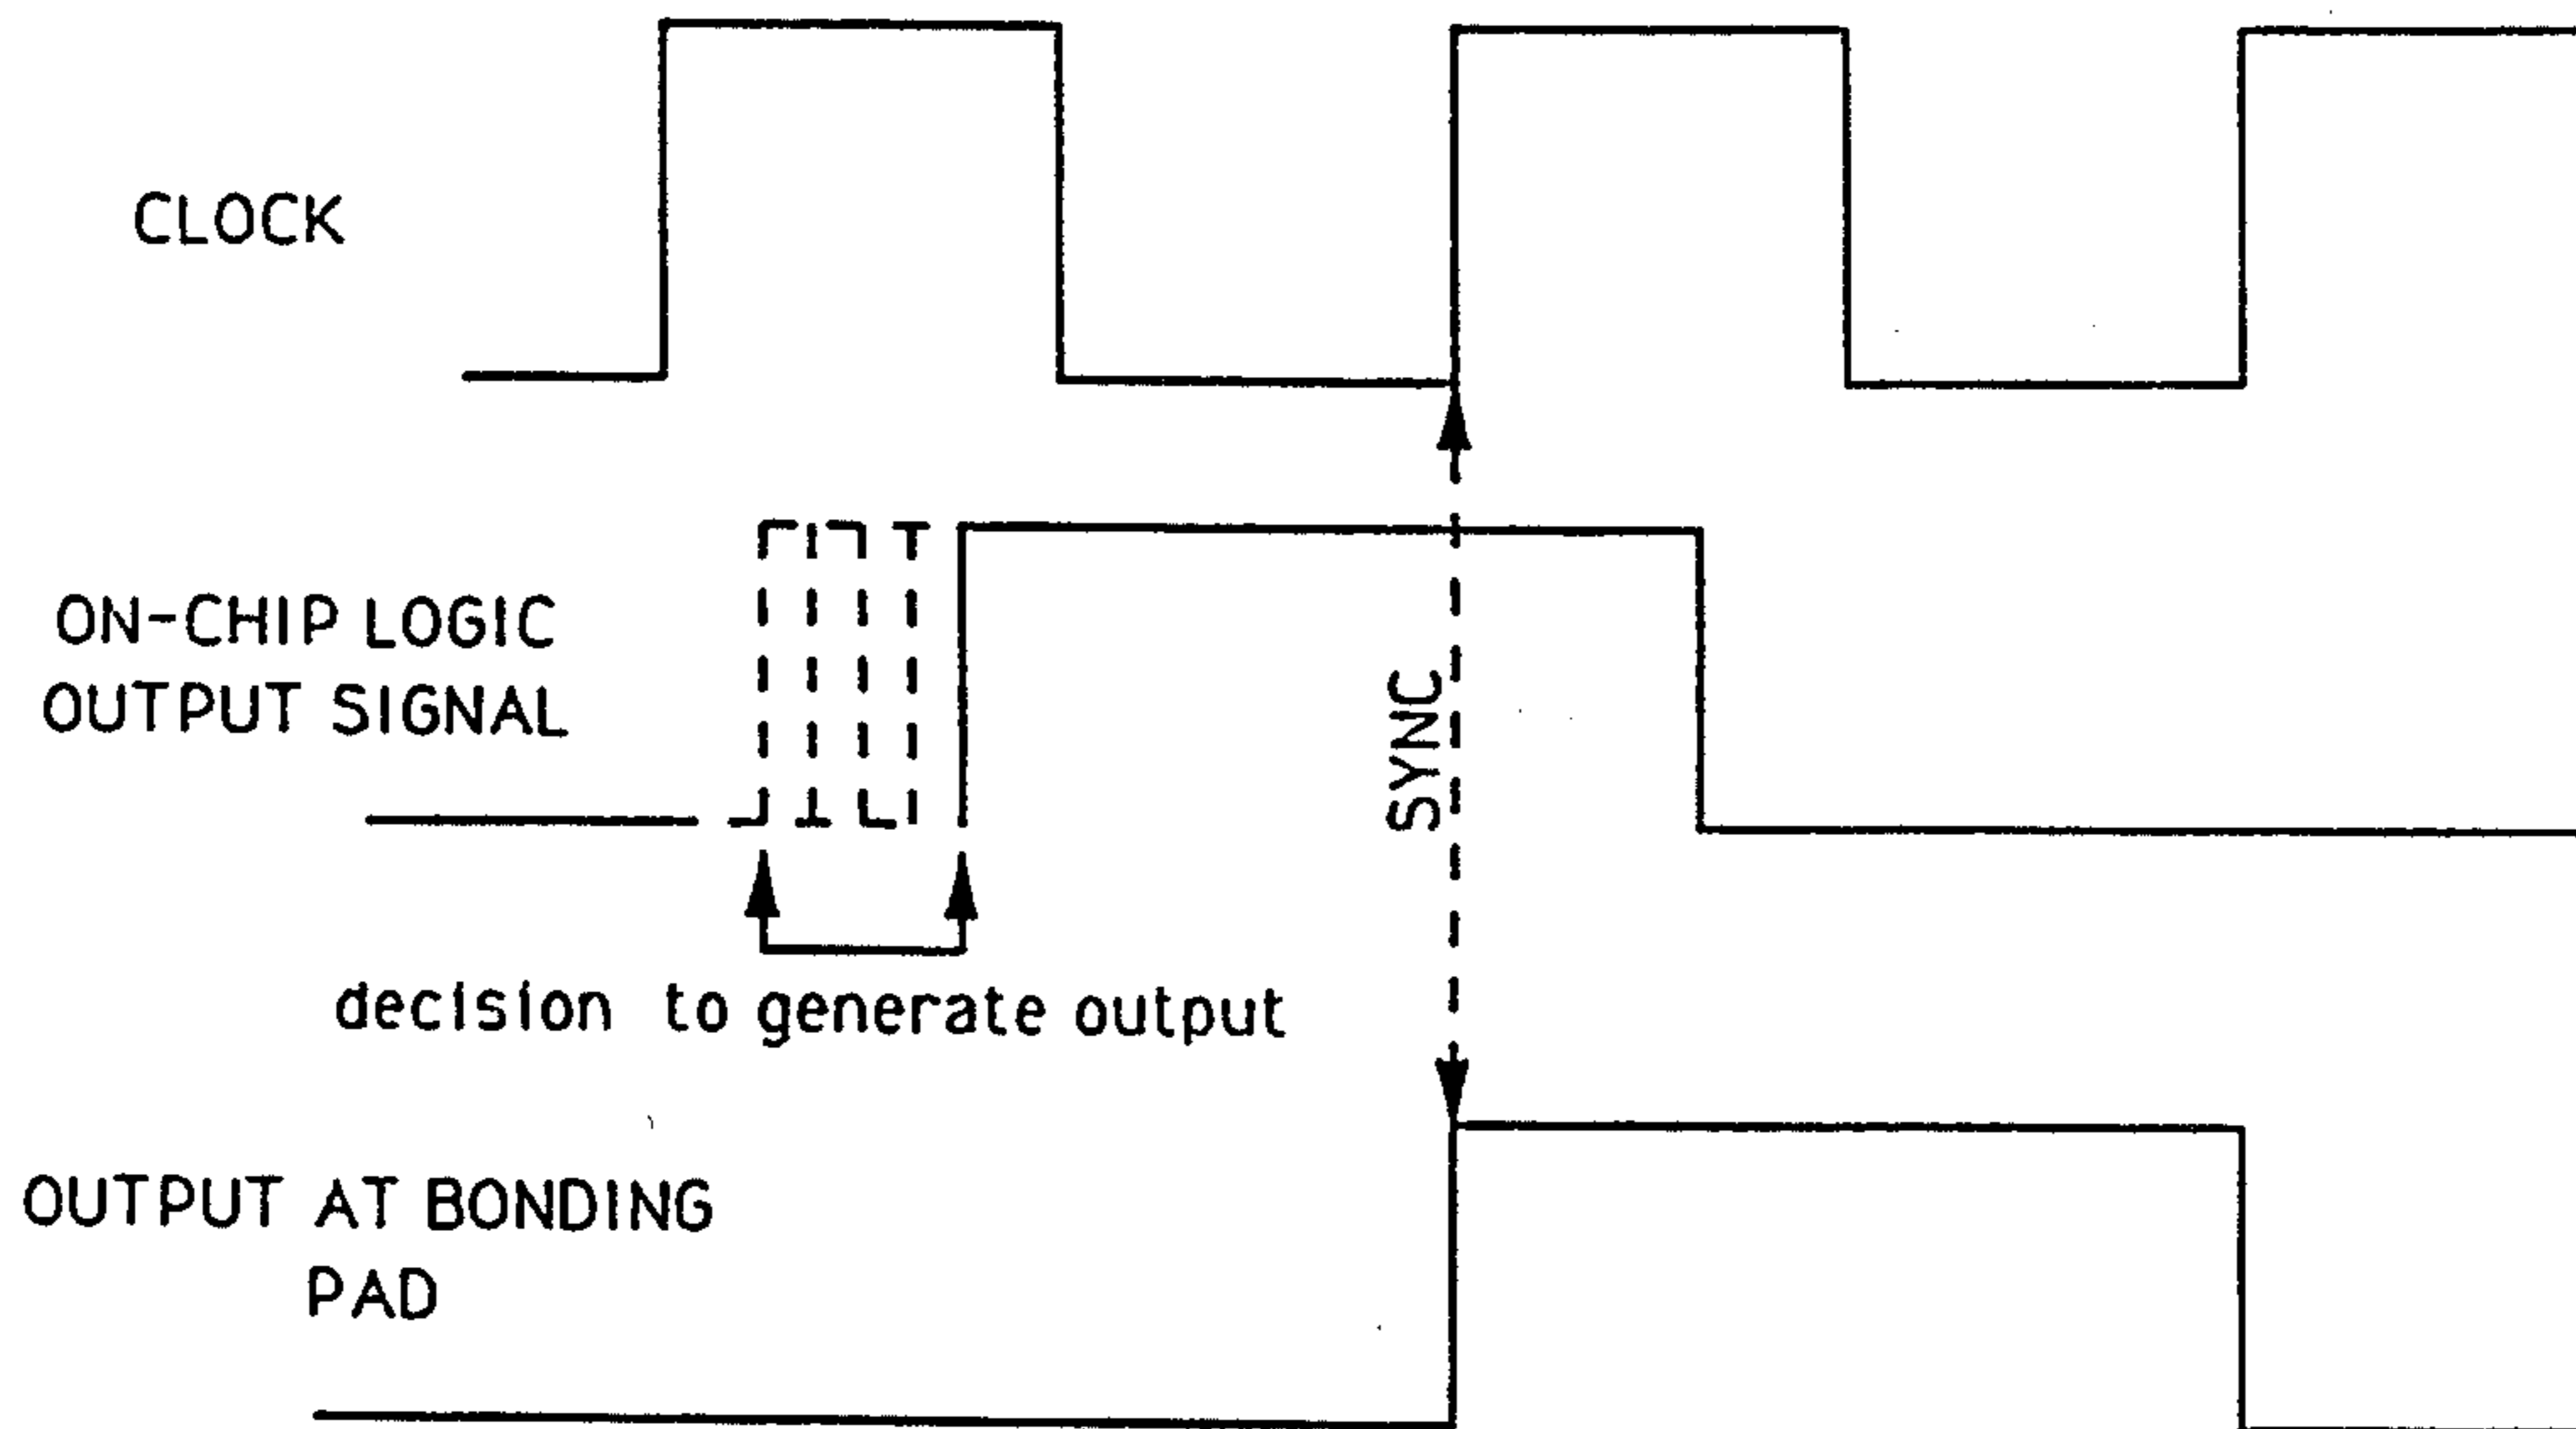 CLOCK
ON-CHIP LOGIC
OUTPUT SIGNAL
SYNC
decision to generate output
OUTPUT AT BONDING
PAD